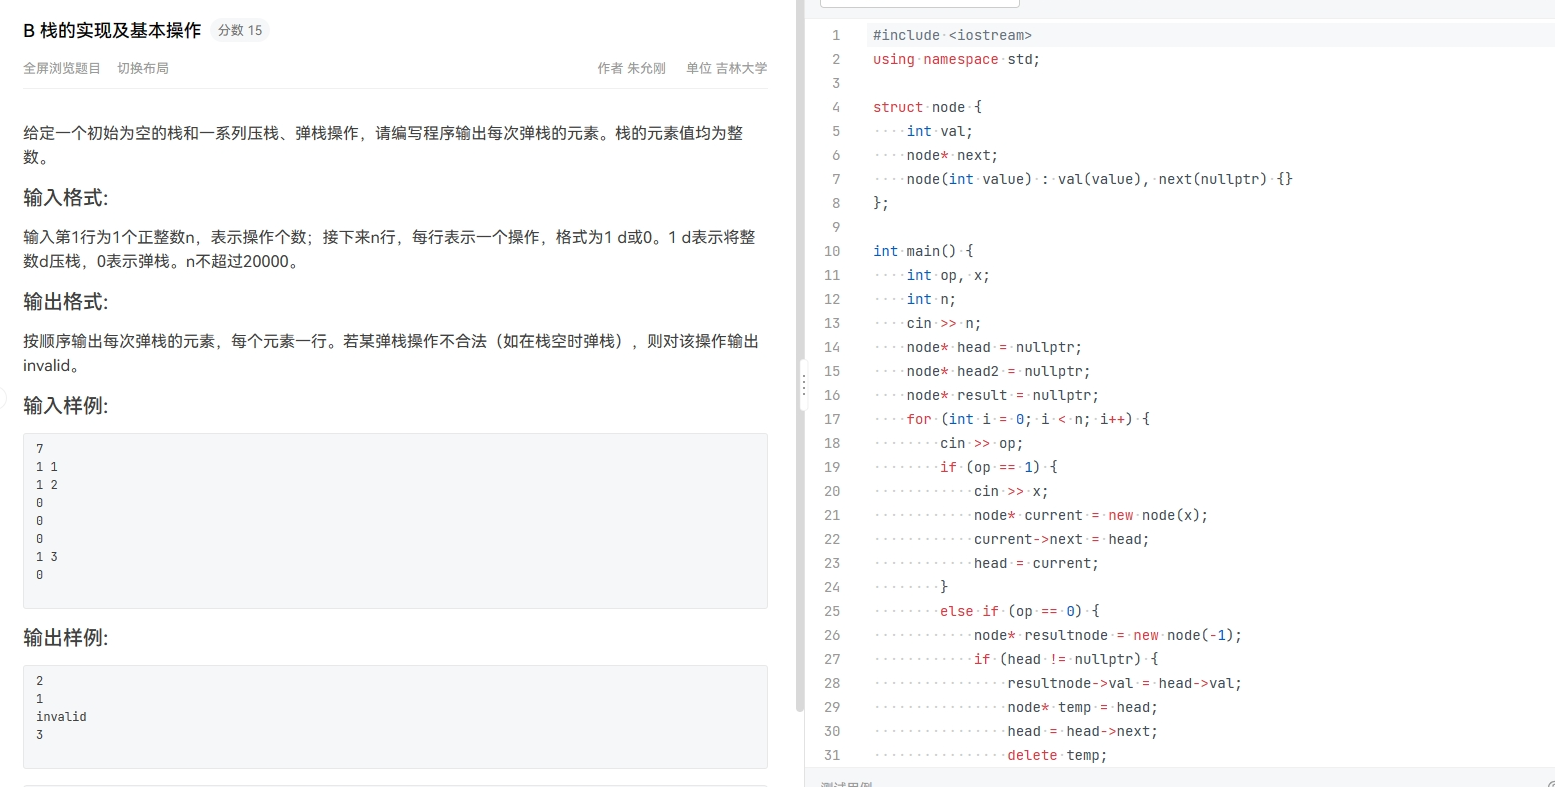 B 栈的实现及基本操作 分数 15
全屏浏览题目 切换布局 作者 朱允刚 单位 吉林大学
给定一个初始为空的栈和一系列压栈、弹栈操作，请编写程序输出每次弹栈的元素。栈的元素值均为整
数。
输入格式:
输入第1行为1个正整数n，表示操作个数；接下来n行，每行表示一个操作，格式为1 d或0。1 d表示将整
数d压栈，0表示弹栈。n不超过20000。
输出格式:
按顺序输出每次弹栈的元素，每个元素一行。若某弹栈操作不合法（如在栈空时弹栈），则对该操作输出
invalid。
输入样例:
7
1 1
1 2
0
0
0
1 3
0
输出样例:
2
1
invalid
3
1 #include <iostream>
2 using namespace std;
3
4 struct node {
5     int val;
6     node* next;
7     node(int value) : val(value), next(nullptr) {}
8 };
9
10 int main() {
11     int op, x;
12     int n;
13     cin >> n;
14     node* head = nullptr;
15     node* head2 = nullptr;
16     node* result = nullptr;
17     for (int i = 0; i < n; i++) {
18         cin >> op;
19         if (op == 1) {
20             cin >> x;
21             node* current = new node(x);
22             current->next = head;
23             head = current;
24         }
25         else if (op == 0) {
26             node* resultnode = new node(-1);
27             if (head != nullptr) {
28                 resultnode->val = head->val;
29                 node* temp = head;
30                 head = head->next;
31                 delete temp;